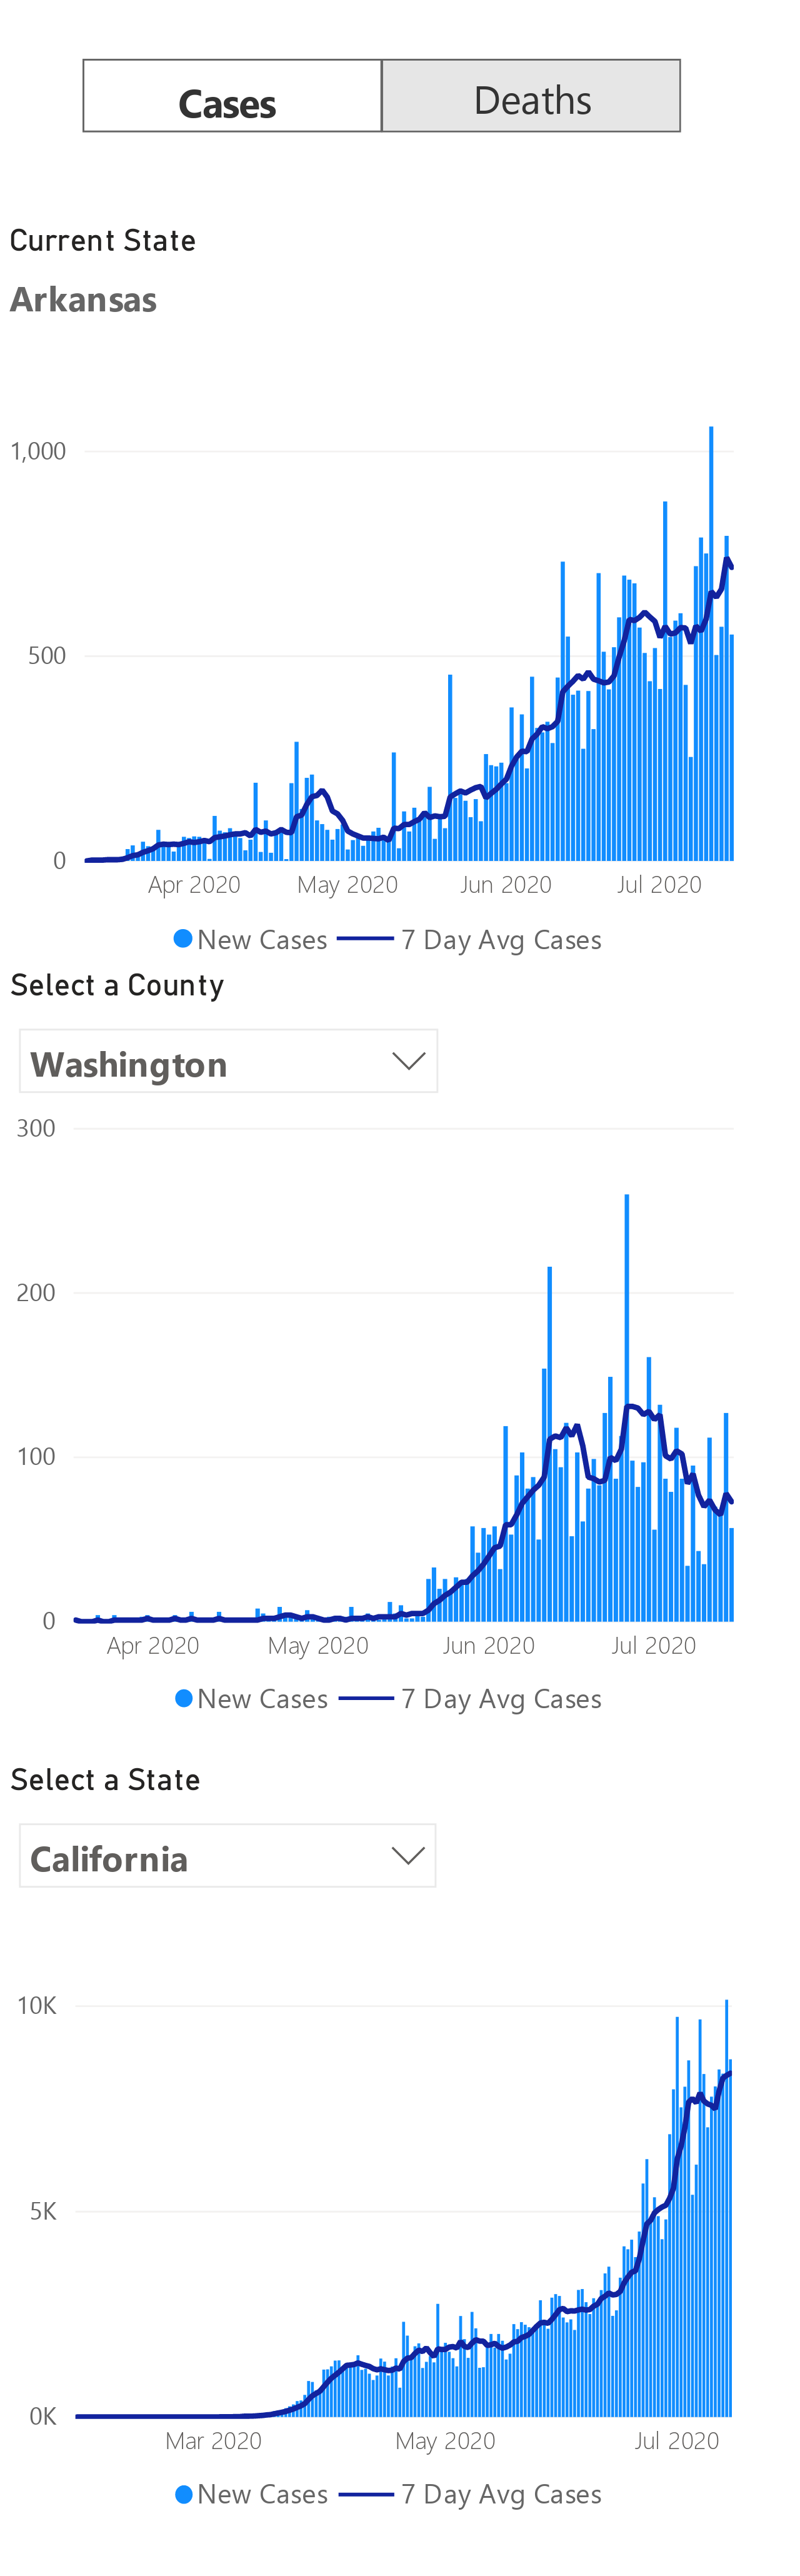 Cases Deaths
Current State
Arkansas
1,000
500
0
Apr 2020 May 2020 Jun 2020 Jul 2020
New Cases 7 Day Avg Cases
Select a County
Washington
300
200
100
0
Apr 2020 May 2020 Jun 2020 Jul 2020
New Cases 7 Day Avg Cases
Select a State
California
10K
5K
0K
Mar 2020 May 2020 Jul 2020
New Cases 7 Day Avg Cases